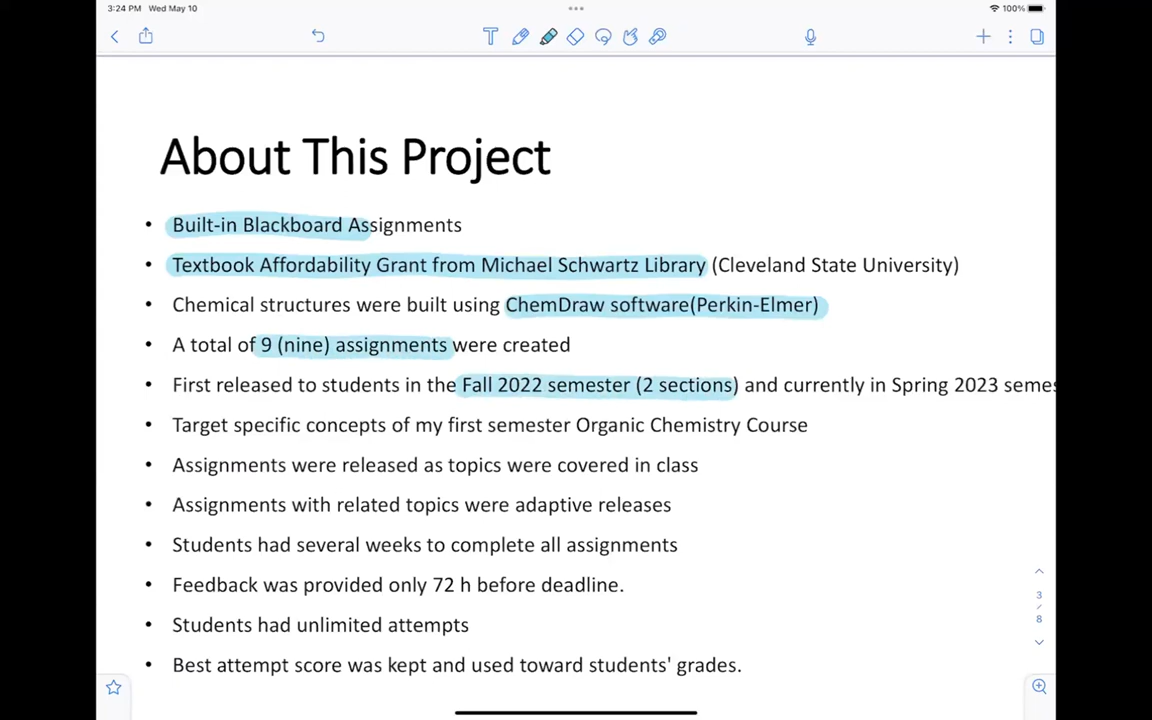 3:24 PM Wed May 10
100%
About This Project
• Built-in Blackboard Assignments
• Textbook Affordability Grant from Michael Schwartz Library (Cleveland State University)
• Chemical structures were built using ChemDraw software(Perkin-Elmer)
• A total of 9 (nine) assignments were created
• First released to students in the Fall 2022 semester (2 sections) and currently in Spring 2023 semes
• Target specific concepts of my first semester Organic Chemistry Course
• Assignments were released as topics were covered in class
• Assignments with related topics were adaptive releases
• Students had several weeks to complete all assignments
• Feedback was provided only 72 h before deadline.
• Students had unlimited attempts
• Best attempt score was kept and used toward students' grades.
3
/
8